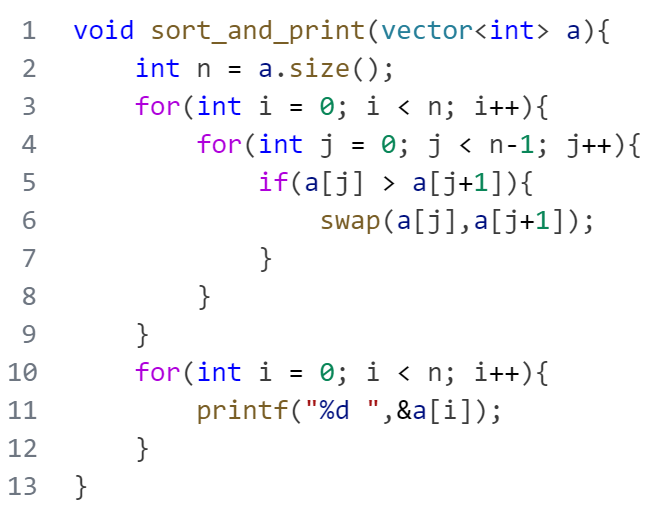 1 void sort_and_print(vector<int> a){
2 int n = a.size();
3 for(int i = 0; i < n; i++){
4 for(int j = 0; j < n-1; j++){
5 if(a[j] > a[j+1]){
6 swap(a[j],a[j+1]);
7 }
8 }
9 }
10 for(int i = 0; i < n; i++){
11 printf("%d ",&a[i]);
12 }
13 }